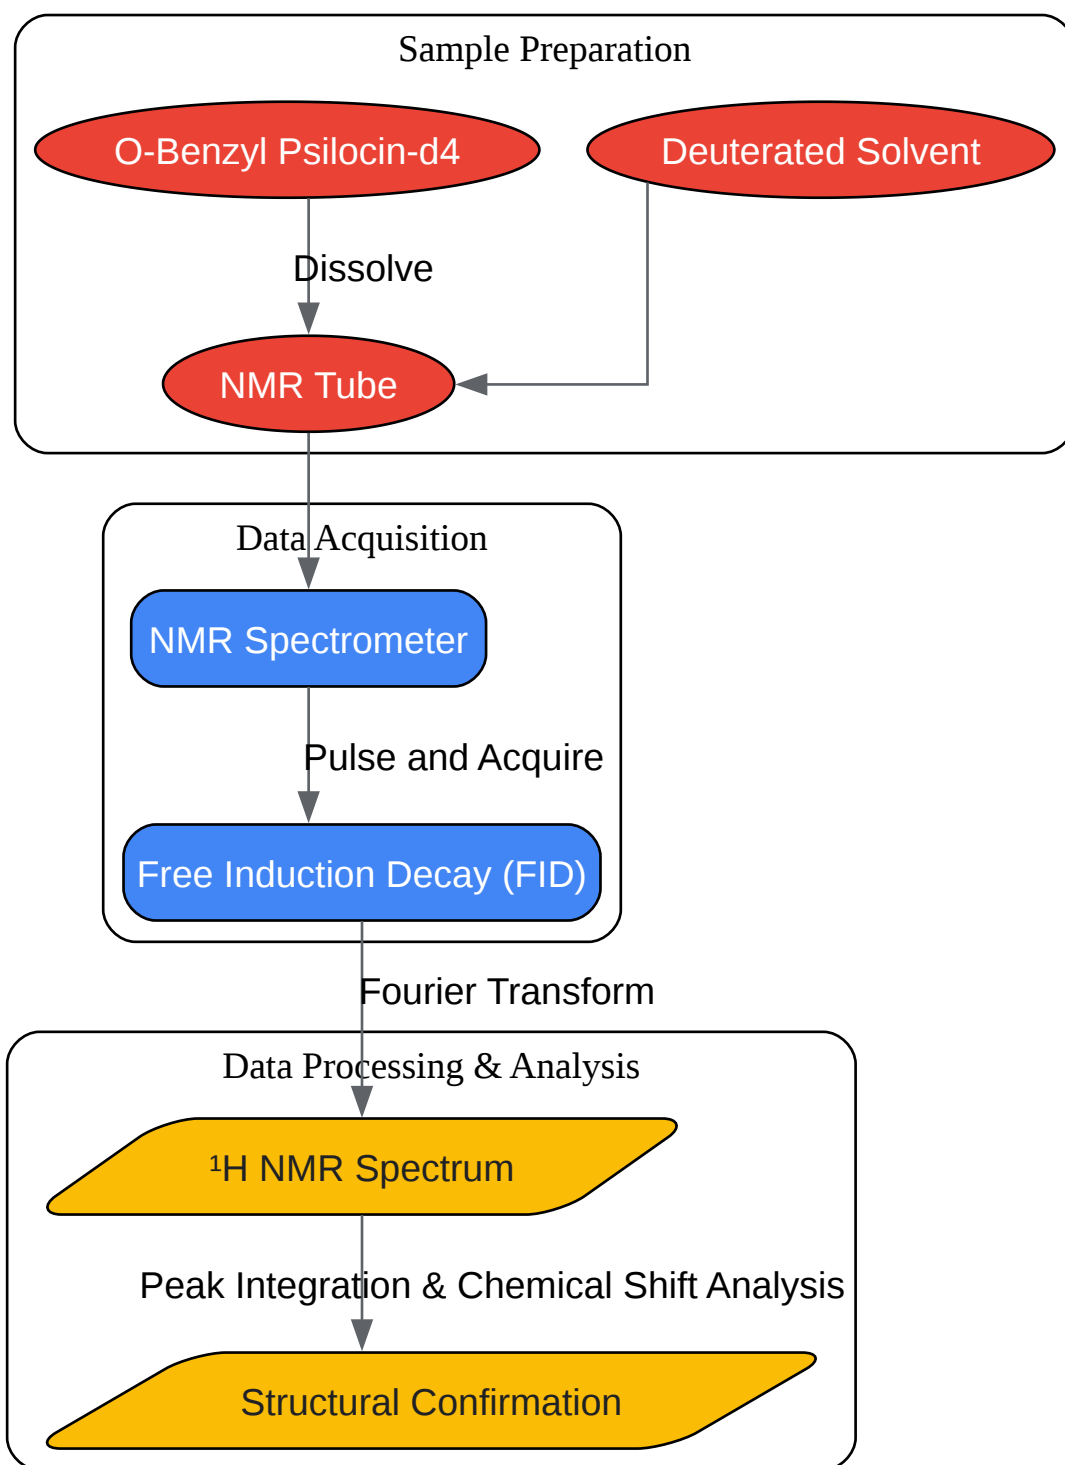 Sample Preparation
O-Benzyl Psilocin-d4
Deuterated Solvent
Dissolve
NMR Tube
Data Acquisition
NMR Spectrometer
Pulse and Acquire
Free Induction Decay (FID)
Fourier Transform
Data Processing & Analysis
¹H NMR Spectrum
Peak Integration & Chemical Shift Analysis
Structural Confirmation